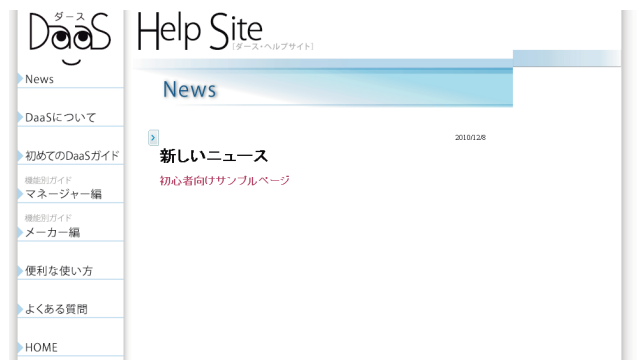 ダース
DaaS
Help Site
[ダース・ヘルプサイト]
News
DaaSについて
初めてのDaaSガイド
機能別ガイド
マネージャー編
機能別ガイド
メーカー編
便利な使い方
よくある質問
HOME
News
2010/12/8
新しいニュース
初心者向けサンプルページ